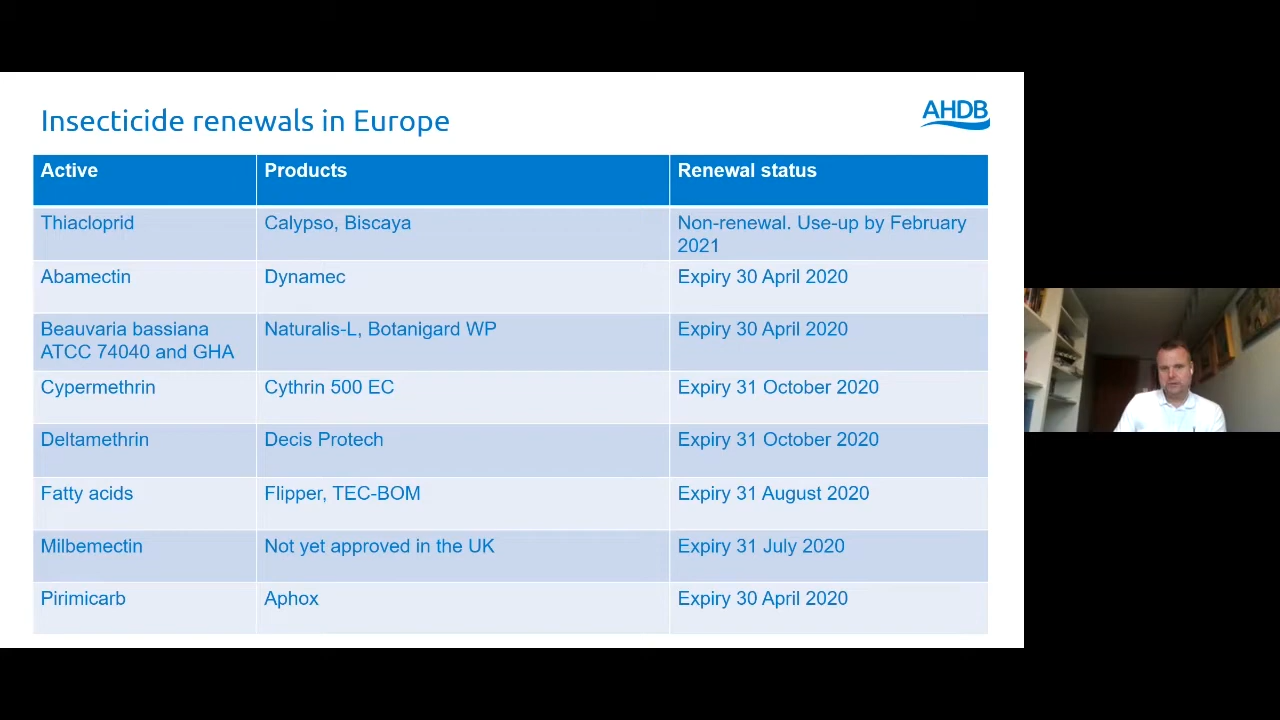 Insecticide renewals in Europe
AHDB
Active Products Renewal status
Thiacloprid Calypso, Biscaya Non-renewal. Use-up by February
2021
Abamectin Dynamec Expiry 30 April 2020
Beauvaria bassiana Naturalis-L, Botanigard WP Expiry 30 April 2020
ATCC 74040 and GHA
Cypermethrin Cythrin 500 EC Expiry 31 October 2020
Deltamethrin Decis Protech Expiry 31 October 2020
Fatty acids Flipper, TEC-BOM Expiry 31 August 2020
Milbemectin Not yet approved in the UK Expiry 31 July 2020
Pirimicarb Aphox Expiry 30 April 2020